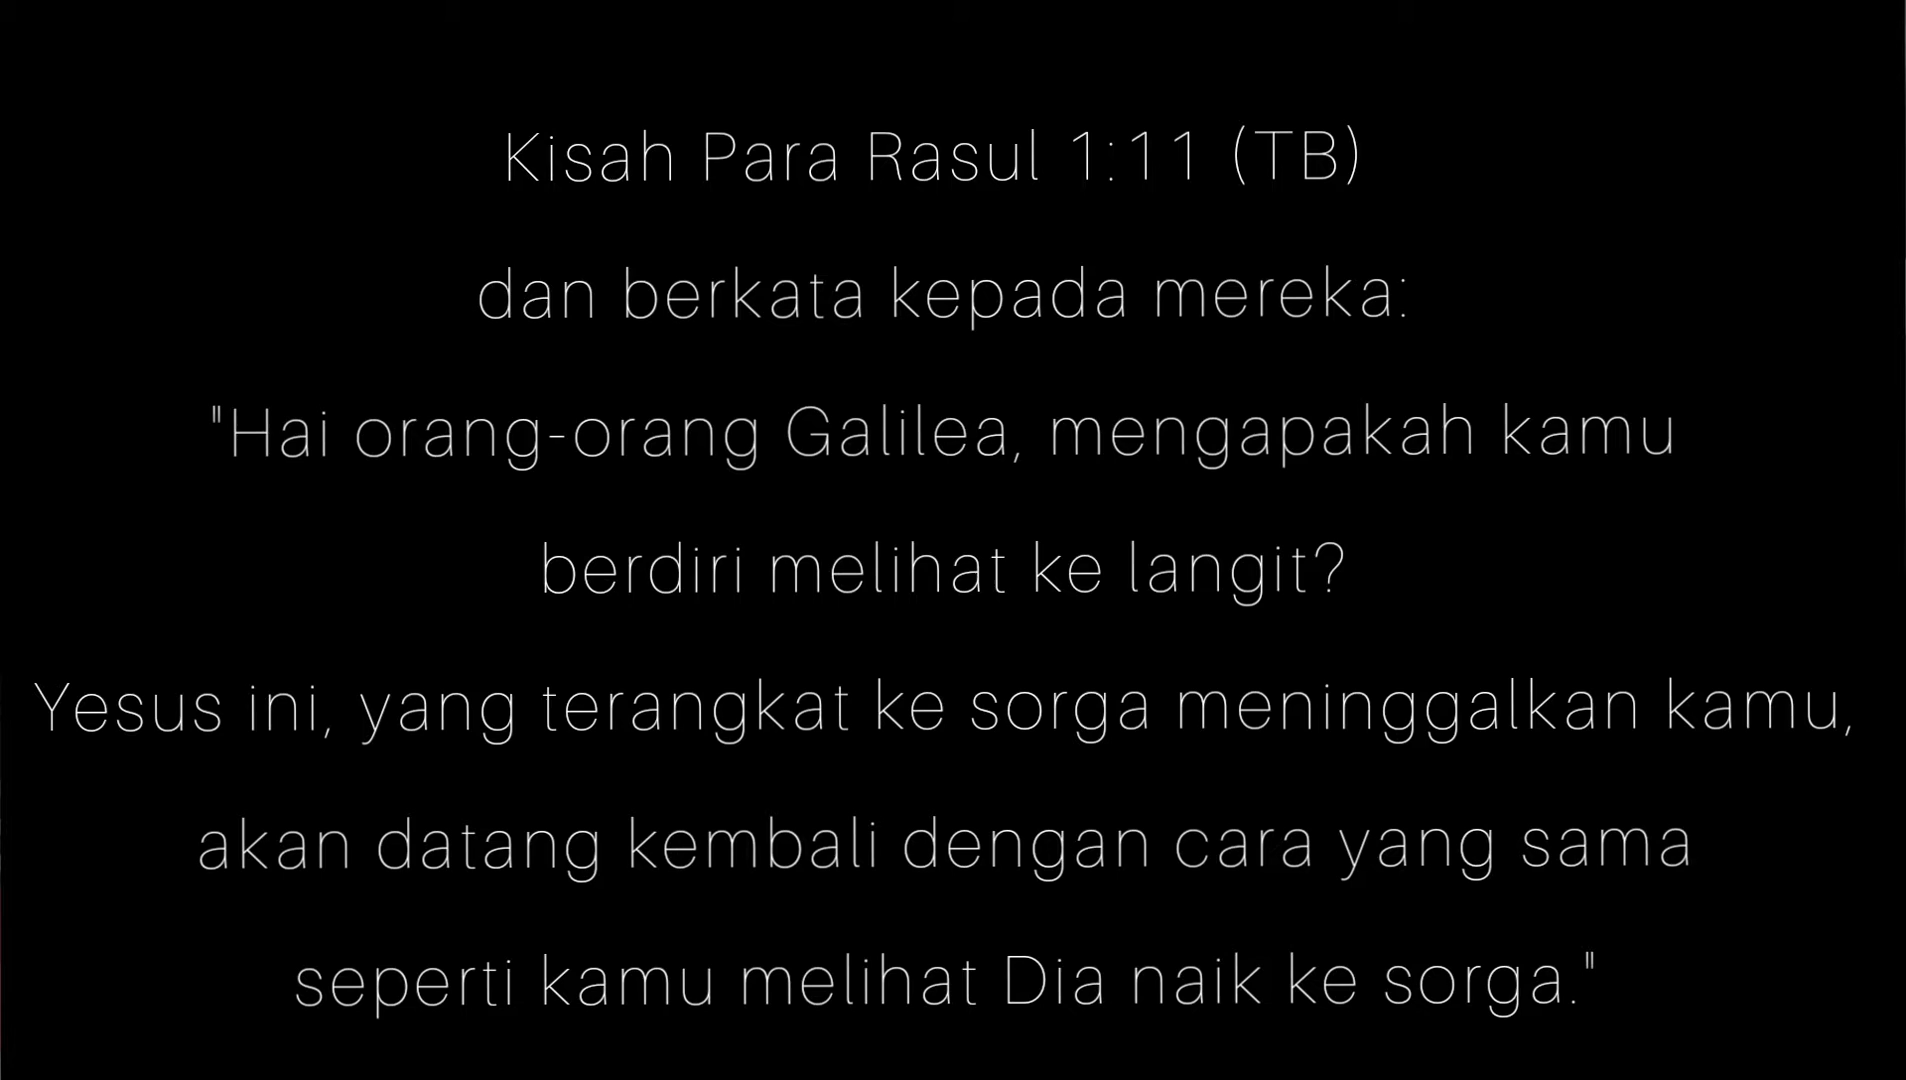 Kisah Para Rasul 1:11 (TB)
dan berkata kepada mereka:
"Hai orang-orang Galilea, mengapakah kamu
berdiri melihat ke langit?
Yesus ini, yang terangkat ke sorga meninggalkan kamu,
akan datang kembali dengan cara yang sama
seperti kamu melihat Dia naik ke sorga."